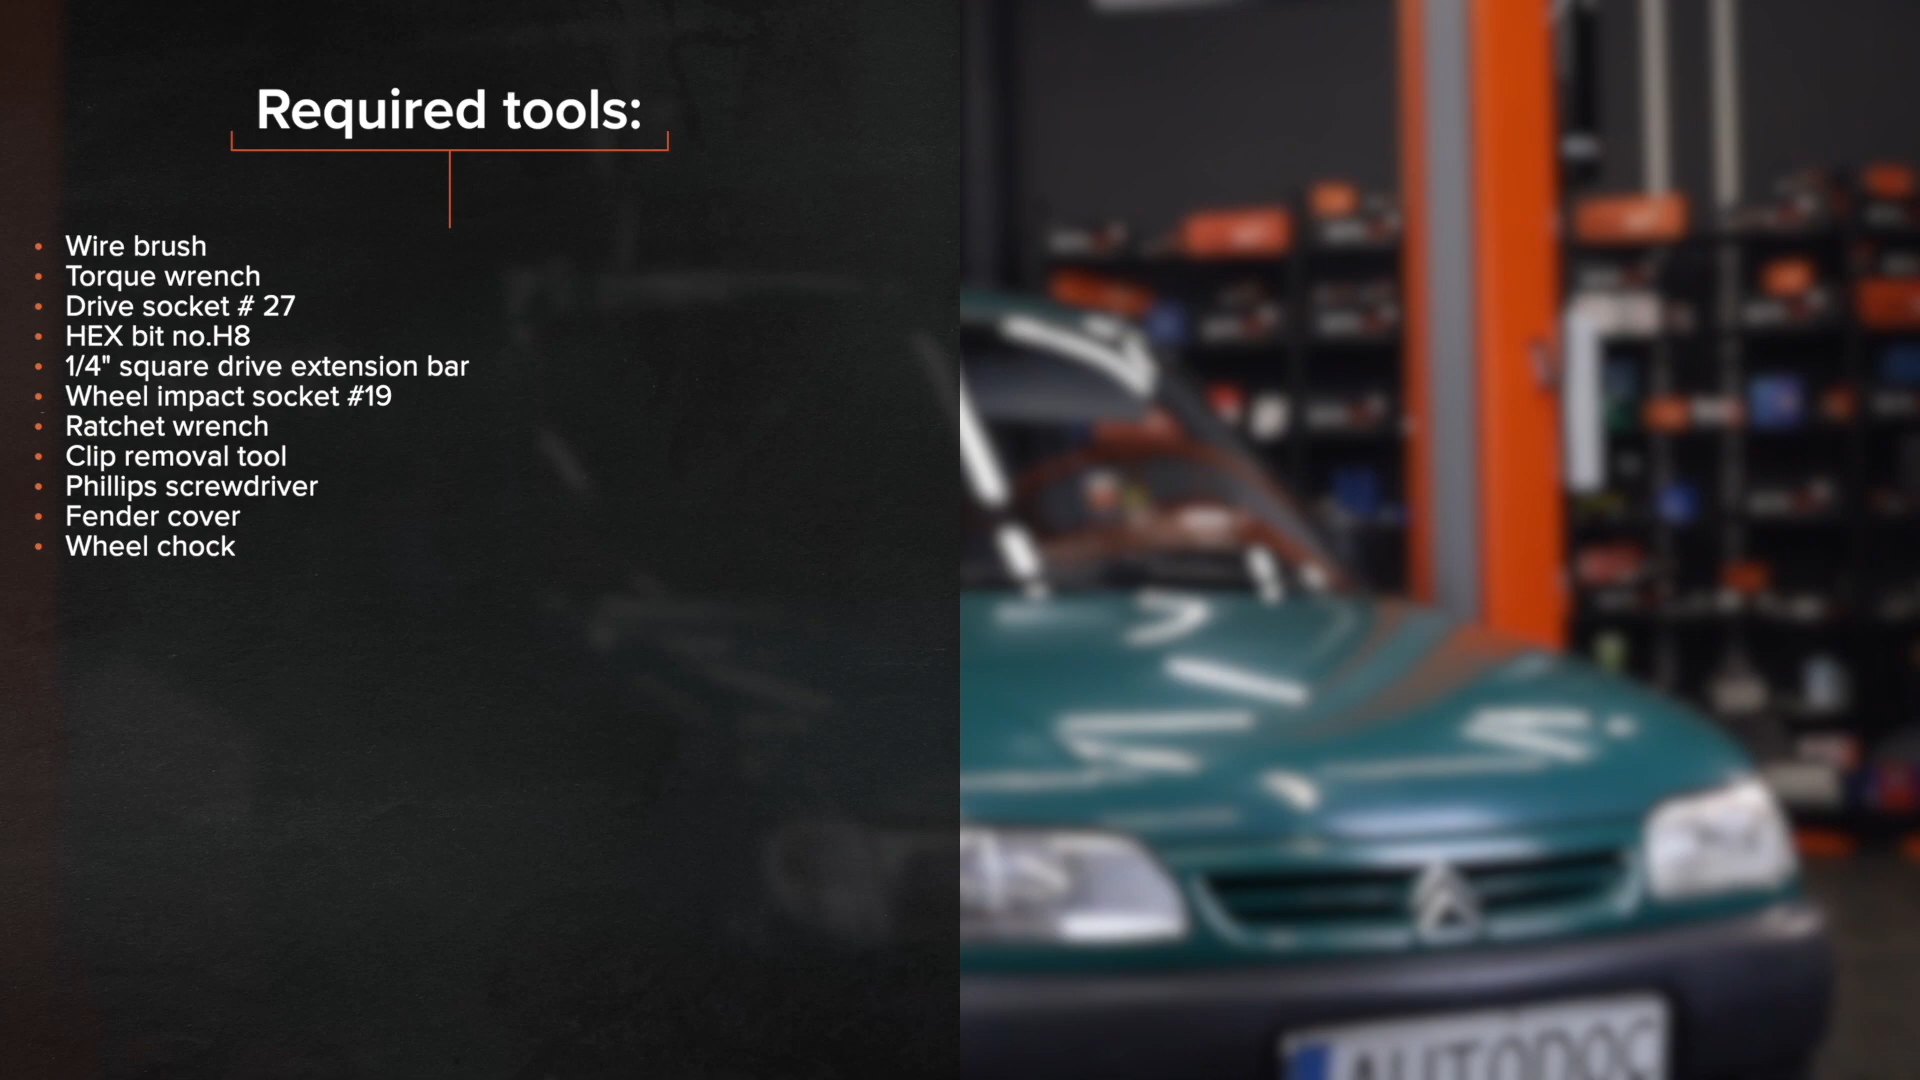 Required tools:
Wire brush
Torque wrench
Drive socket # 27
HEX bit no.H8
1/4" square drive extension bar
Wheel impact socket #19
Ratchet wrench
Clip removal tool
Phillips screwdriver
Fender cover
Wheel chock
AUTODOC